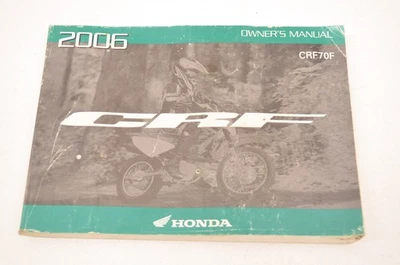 2006 OWNER'S MANUAL
CRF70F
CRF
HONDA